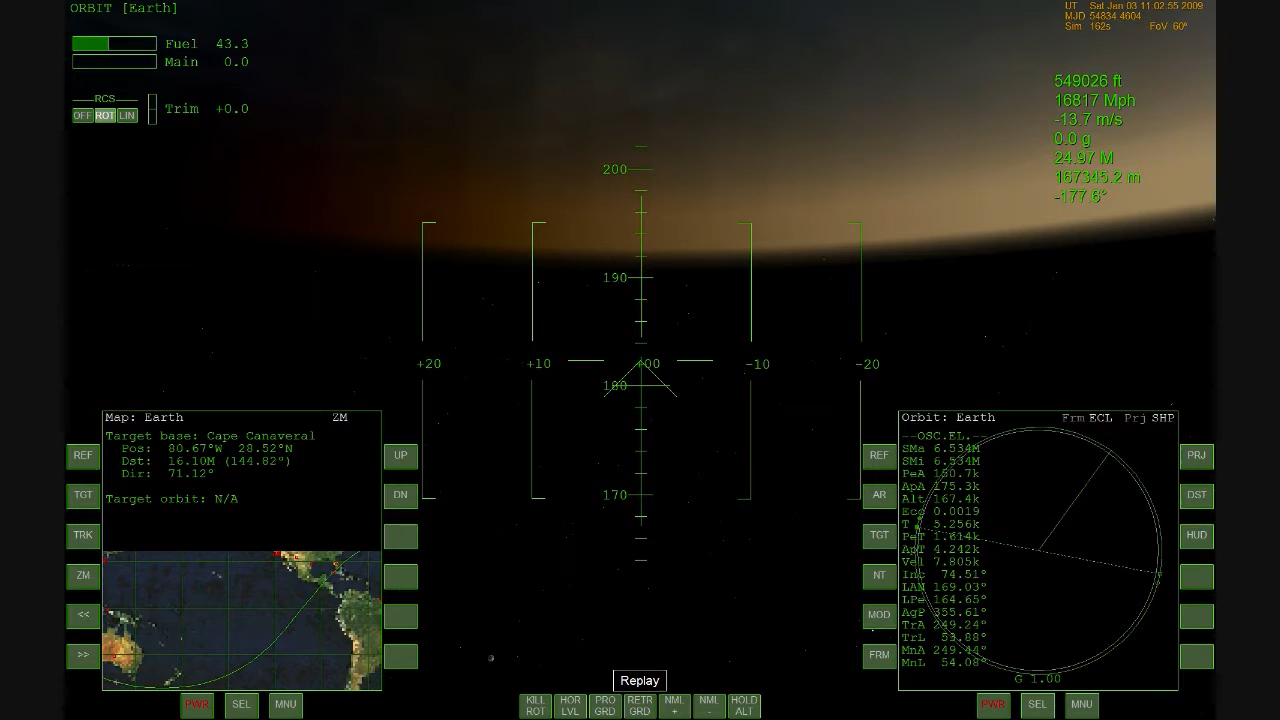 ORBIT [Earth]
UT Sat Jan 03 11:02:55 2009
MJD 54834.4604
Sim 162s FoV 60°
Fuel 43.3
Main 0.0
RCS
OFF ROT LIN
Trim +0.0
549026 ft
16817 Mph
-13.7 m/s
0.0 g
24.97 M
167345.2 m
-177.6°
200
190
+20 +10 +00 -10 -20
180
170
Map: Earth ZM
Target base: Cape Canaveral
Pos: 80.67°W 28.52°N
Dst: 16.10M (144.82°)
Dir: 71.12°
Target orbit: N/A
REF
TGT
TRK
ZM
<<
>>
UP
DN
PWR SEL MNU
Replay
KILL ROT
HOR LVL
PRO GRD
RETR GRD
NML +
NML -
HOLD ALT
Orbit: Earth Frm ECL Prj SHP
--OSC.EL.--
SMa 6.534M
SMi 6.534M
PeA 150.7k
ApA 175.3k
Alt 167.4k
Ecc 0.0019
T 5.256k
PeT 1.614k
ApT 4.242k
Vel 7.805k
Inc 74.51°
LAN 169.03°
LPe 164.65°
AgP 355.61°
TrA 249.24°
TrL 53.88°
MnA 249.44°
MnL 54.08°
G 1.00
REF
AR
TGT
NT
MOD
FRM
PRJ
DST
HUD
PWR SEL MNU